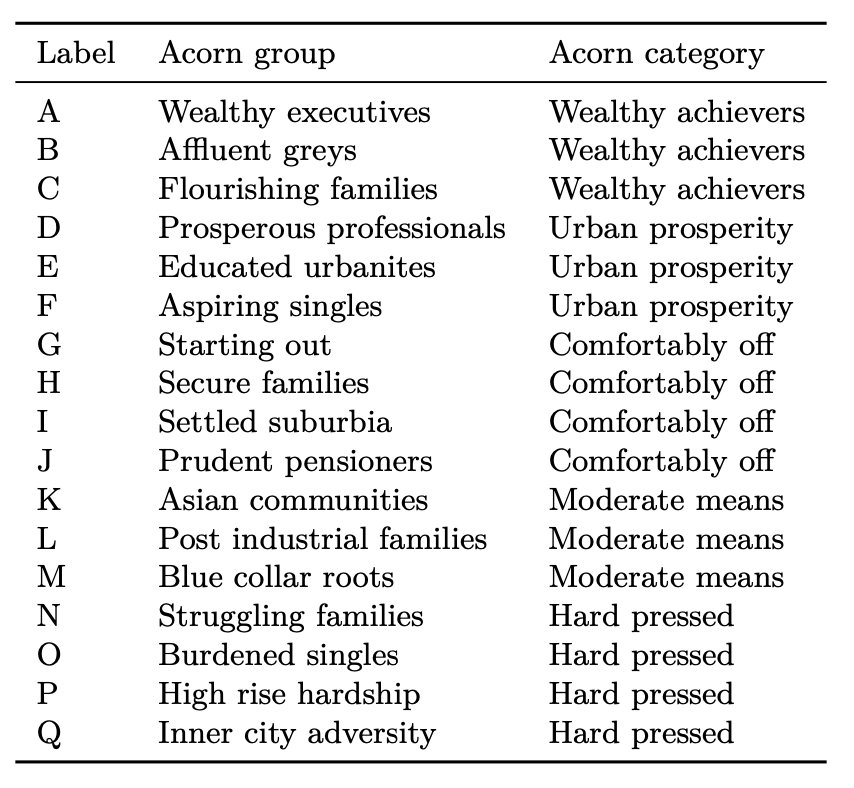 Label Acorn group Acorn category
A Wealthy executives Wealthy achievers
B Affluent greys Wealthy achievers
C Flourishing families Wealthy achievers
D Prosperous professionals Urban prosperity
E Educated urbanites Urban prosperity
F Aspiring singles Urban prosperity
G Starting out Comfortably off
H Secure families Comfortably off
I Settled suburbia Comfortably off
J Prudent pensioners Comfortably off
K Asian communities Moderate means
L Post industrial families Moderate means
M Blue collar roots Moderate means
N Struggling families Hard pressed
O Burdened singles Hard pressed
P High rise hardship Hard pressed
Q Inner city adversity Hard pressed